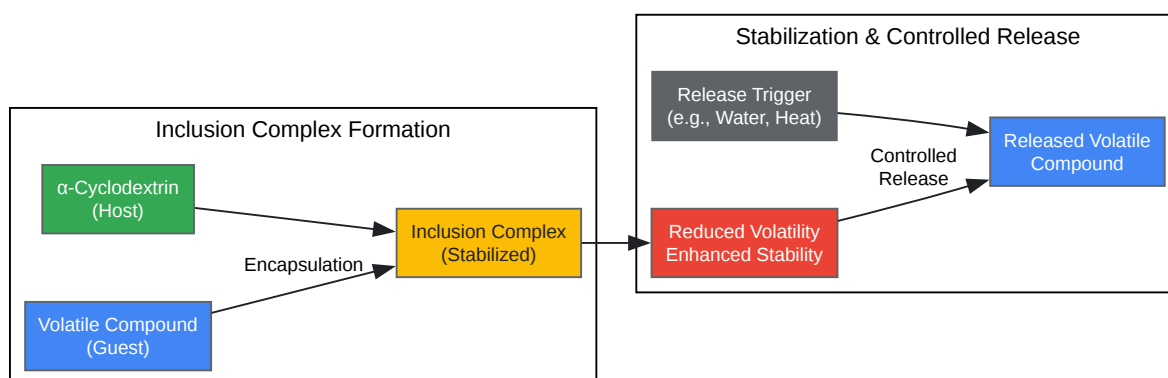 Inclusion Complex Formation
α-Cyclodextrin
(Host)
Volatile Compound
(Guest)
Encapsulation
Inclusion Complex
(Stabilized)
Stabilization & Controlled Release
Release Trigger
(e.g., Water, Heat)
Reduced Volatility
Enhanced Stability
Controlled
Release
Released Volatile
Compound